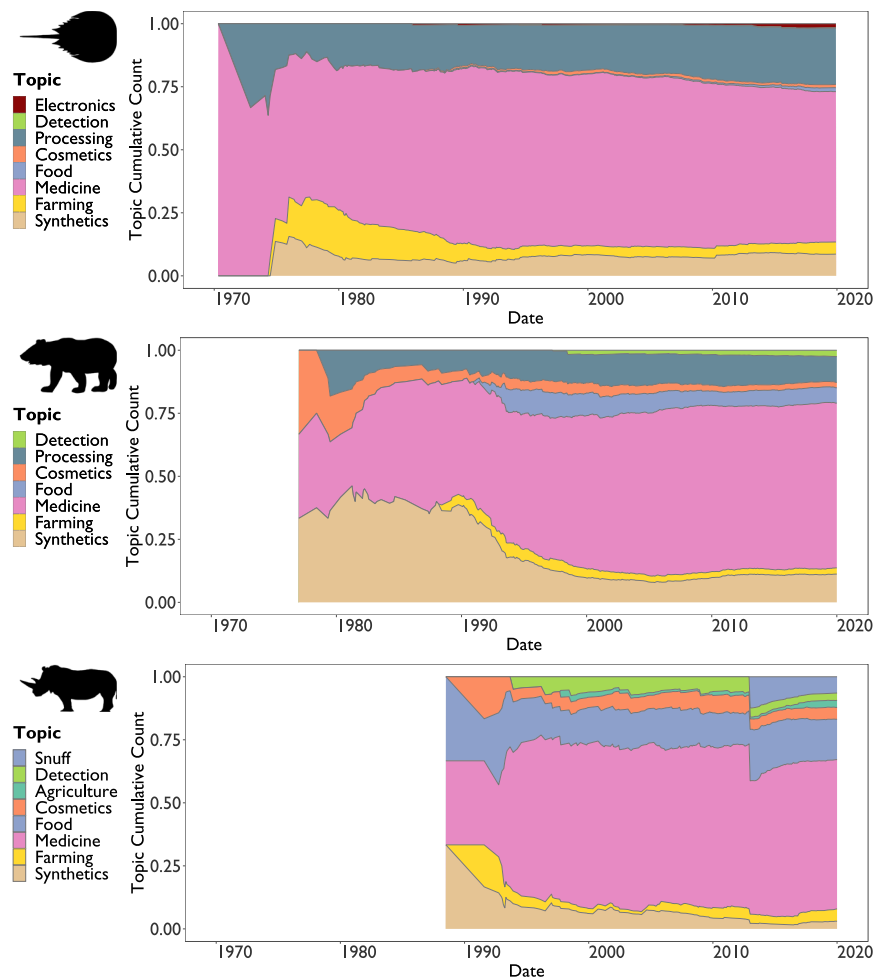 Topic
Electronics
Detection
Processing
Cosmetics
Food
Medicine
Farming
Synthetics
Topic Cumulative Count
1.00
0.75
0.50
0.25
0.00
1970 1980 1990 2000 2010 2020
Date
Topic
Detection
Processing
Cosmetics
Food
Medicine
Farming
Synthetics
Topic Cumulative Count
1.00
0.75
0.50
0.25
0.00
1970 1980 1990 2000 2010 2020
Date
Topic
Snuff
Detection
Agriculture
Cosmetics
Food
Medicine
Farming
Synthetics
Topic Cumulative Count
1.00
0.75
0.50
0.25
0.00
1970 1980 1990 2000 2010 2020
Date